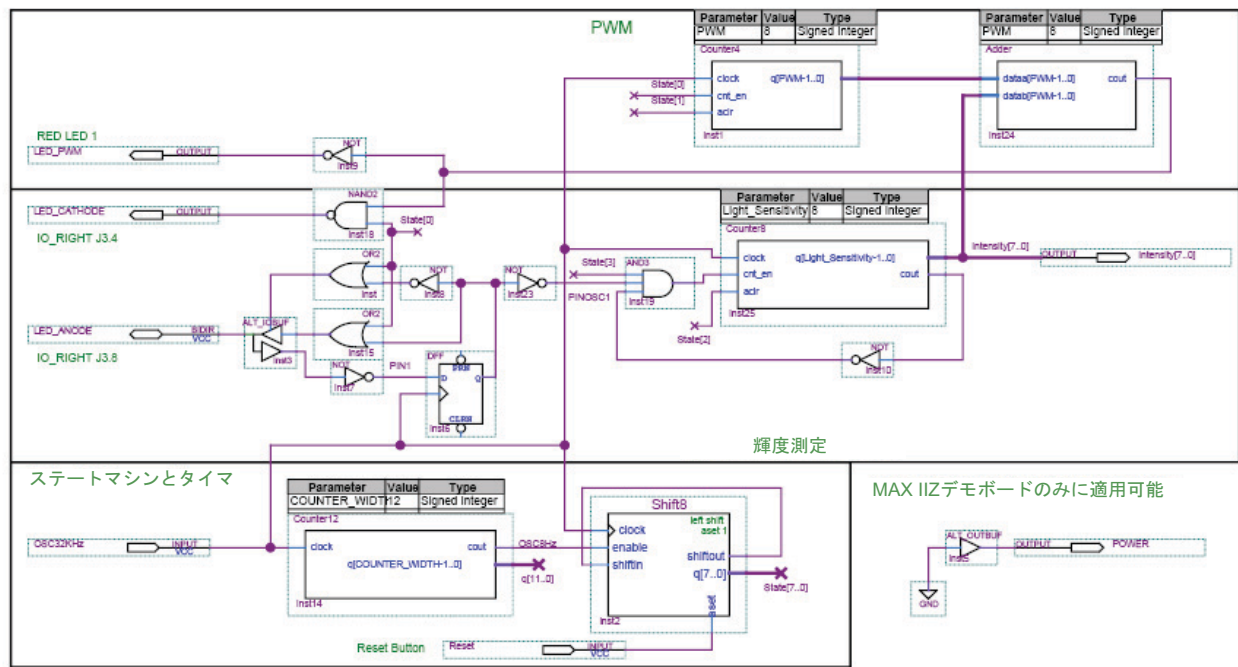 PWM
Parameter Value Type
PWM 8 Signed Integer
Counter4
clock q[PWM-1..0]
State[0]
cnt_en
State[1]
aclr
Inst1
Parameter Value Type
PWM 8 Signed Integer
Adder
dataa[PWM-1..0] cout
datab[PWM-1..0]
Inst24
RED LED 1
LED_PWM OUTPUT
NOT
Inst9
NAND2
LED_CATHODE OUTPUT
Inst18
State[0]
IO_RIGHT J3.4
OR2
Inst
NOT
Inst8
NOT
Inst23
OR2
Inst15
ALT_IOBUF
LED_ANODE BIDIR
VCC
Inst3
IO_RIGHT J3.8
NOT
Inst7
PIN1
DFF
PRN
D Q
CLRN
Inst6
State[3]
PINOSC1
AND3
Inst19
Parameter Value Type
Light_Sensitivity 8 Signed Integer
Counter8
clock q[Light_Sensitivity-1..0]
cnt_en cout
aclr
Inst25
State[2]
Intensity[7..0]
OUTPUT
Intensity[7..0]
NOT
Inst10
輝度測定
ステートマシンとタイマ
Parameter Value Type
COUNTER_WIDTH 12 Signed Integer
Counter12
OSC32KHz INPUT
VCC
clock cout
q[COUNTER_WIDTH-1..0]
Inst14
OSC8Hz
q[11..0]
Shift8
left shift
aset 1
clock
enable
shiftin
shiftout
q[7..0]
aset
Inst2
State[7..0]
Reset Button
Reset INPUT
VCC
MAX IIZデモボードのみに適用可能
ALT_OUTBUF
Inst5
OUTPUT
POWER
GND